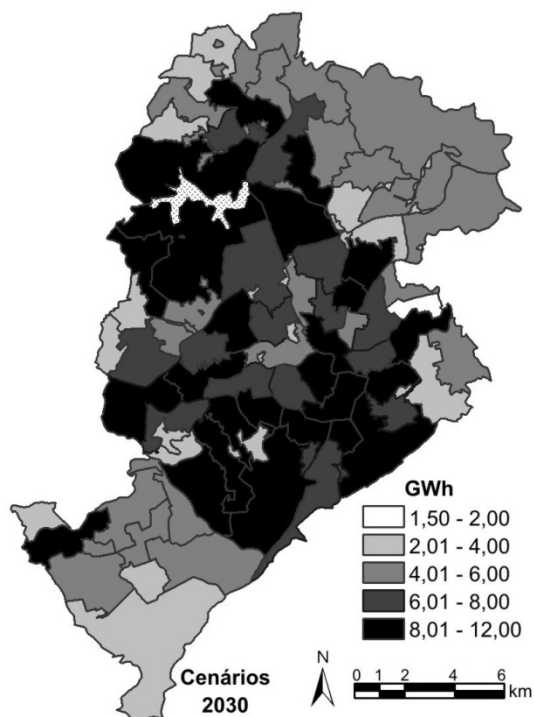 GWh
1,50 - 2,00
2,01 - 4,00
4,01 - 6,00
6,01 - 8,00
8,01 - 12,00
Cenários
2030
N
0 1 2 4 6
km